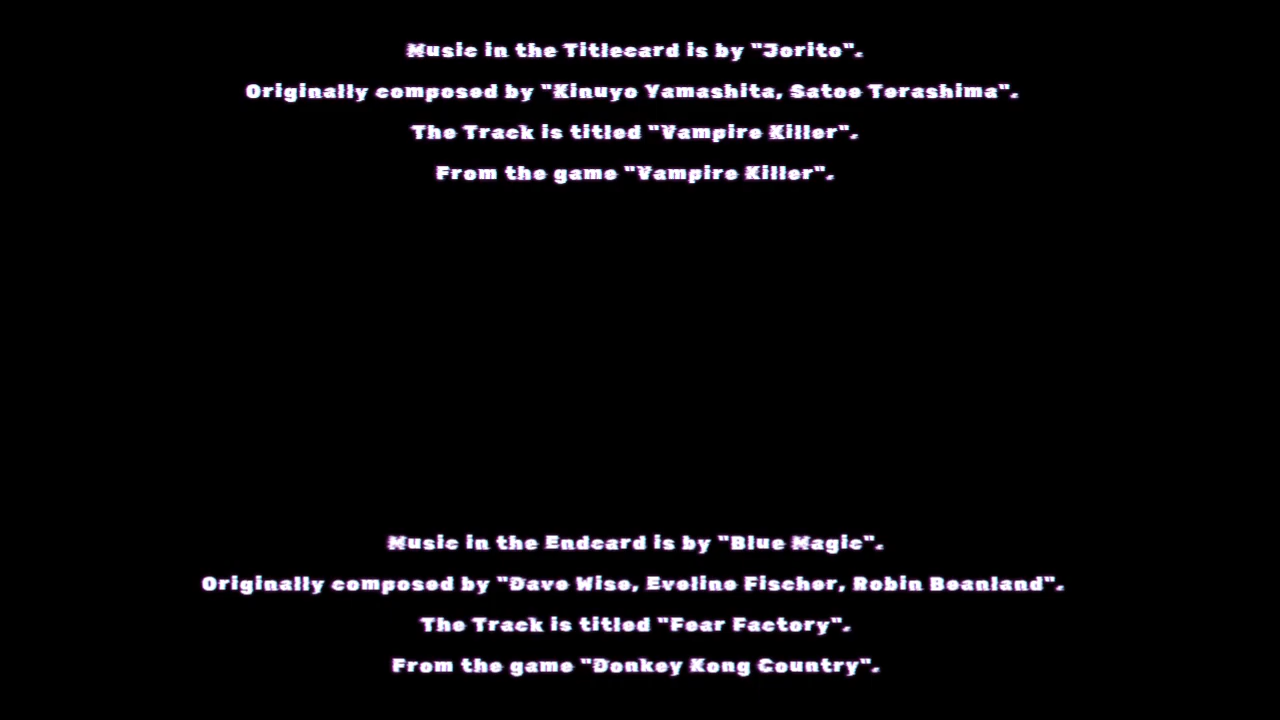 Music in the Titlecard is by "Jorito".
Originally composed by "Kinuyo Yamashita, Satoe Terashima".
The Track is titled "Vampire Killer".
From the game "Vampire Killer".
Music in the Endcard is by "Blue Magic".
Originally composed by "Dave Wise, Eveline Fischer, Robin Beanland".
The Track is titled "Fear Factory".
From the game "Donkey Kong Country".